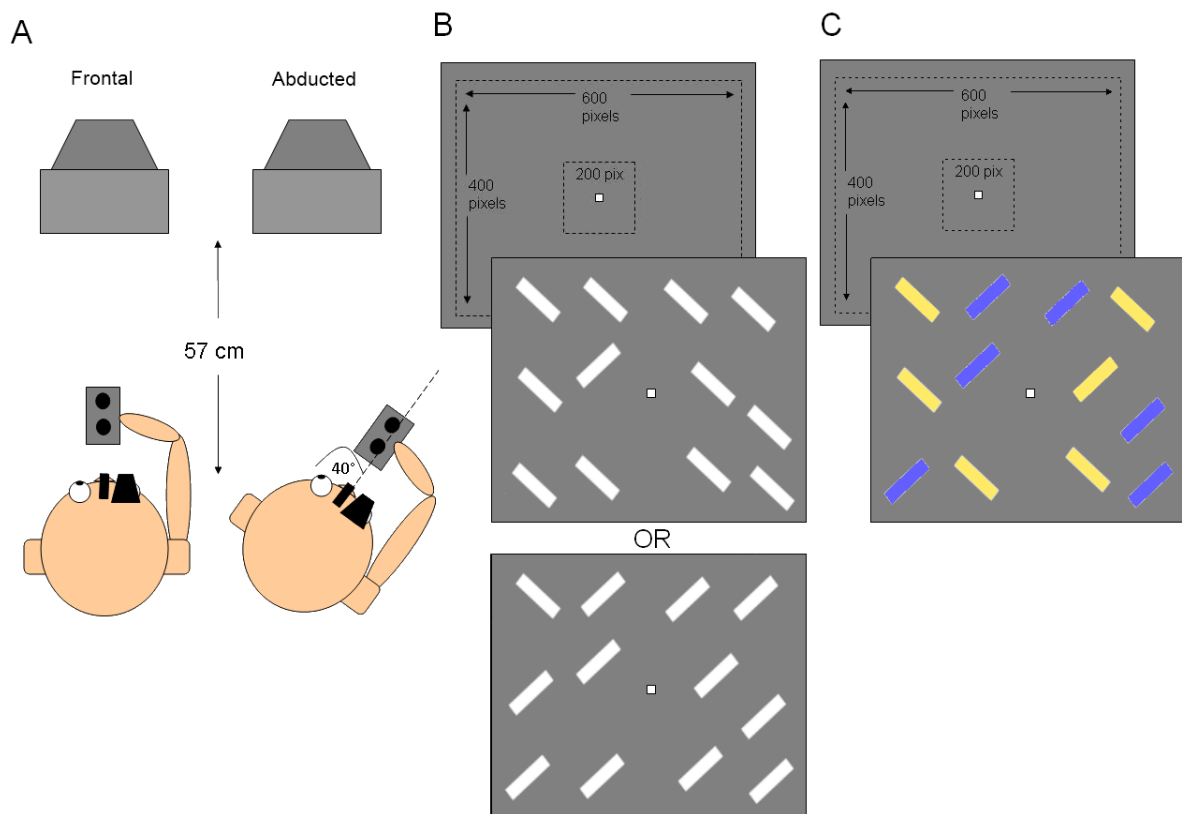 A
Frontal
Abducted
57 cm
40°
B
600
pixels
400
pixels
200 pix
OR
C
600
pixels
400
pixels
200 pix